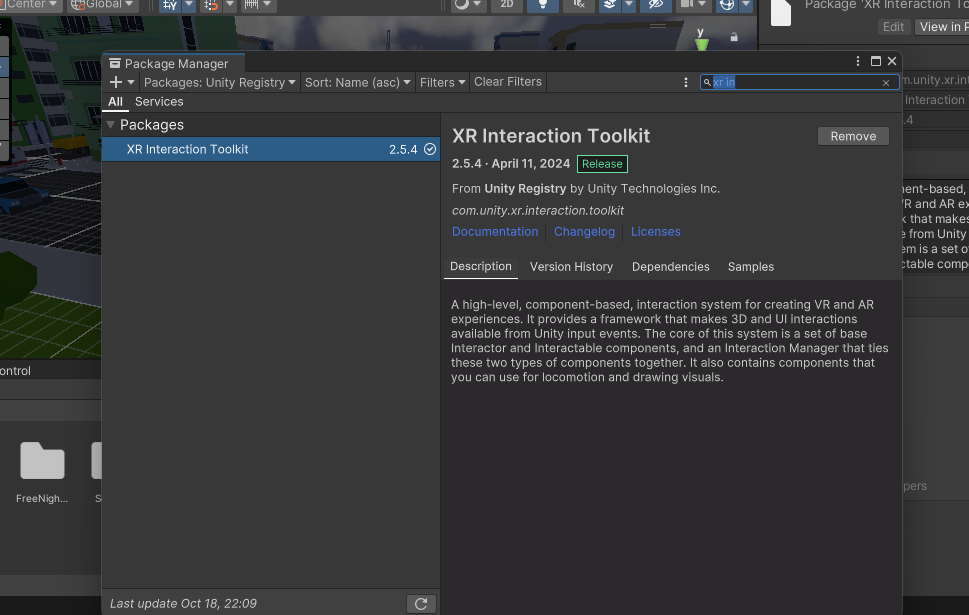 Center
Global
2D
Package 'XR Interaction To
Edit
View in P
y
Package Manager
Packages: Unity Registry
Sort: Name (asc)
Filters
Clear Filters
xr in
m.unity.xr.int
All
Services
Interaction
.4
Packages
XR Interaction Toolkit
2.5.4
XR Interaction Toolkit
Remove
2.5.4 · April 11, 2024
Release
From Unity Registry by Unity Technologies Inc.
com.unity.xr.interaction.toolkit
Documentation
Changelog
Licenses
Description
Version History
Dependencies
Samples
A high-level, component-based, interaction system for creating VR and AR
experiences. It provides a framework that makes 3D and UI interactions
available from Unity input events. The core of this system is a set of base
Interactor and Interactable components, and an Interaction Manager that ties
these two types of components together. It also contains components that
you can use for locomotion and drawing visuals.
nent-based,
R and AR ex
k that makes
e from Unity
em is a set of
ctable comp
ontrol
FreeNigh...
S
pers
Last update Oct 18, 22:09